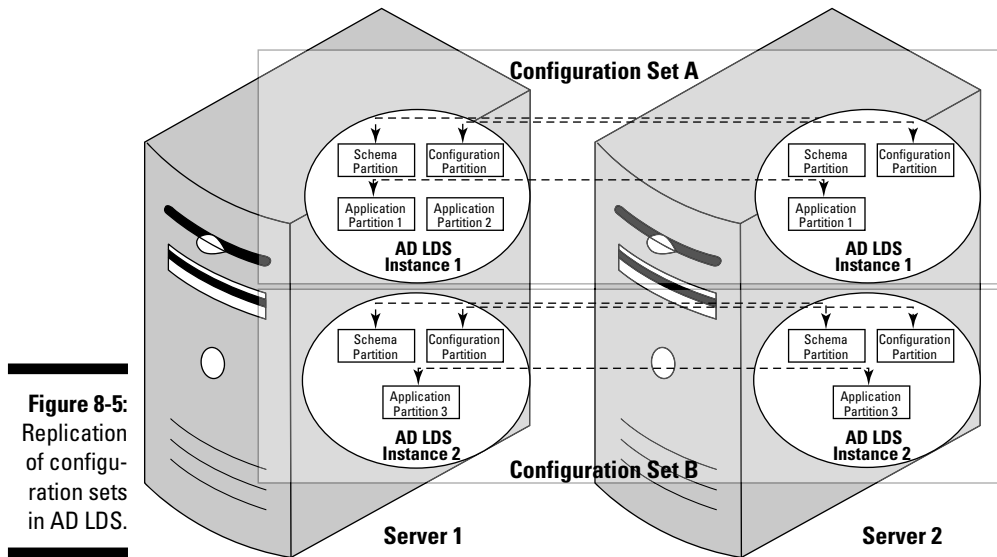 Configuration Set A
Schema
Partition
Configuration
Partition
Application
Partition 1
Application
Partition 2
AD LDS
Instance 1
Schema
Partition
Configuration
Partition
Application
Partition 1
AD LDS
Instance 1
Schema
Partition
Configuration
Partition
Application
Partition 3
AD LDS
Instance 2
Schema
Partition
Configuration
Partition
Application
Partition 3
AD LDS
Instance 2
Configuration Set B
Server 1
Server 2
Figure 8-5:
Replication
of configu-
ration sets
in AD LDS.